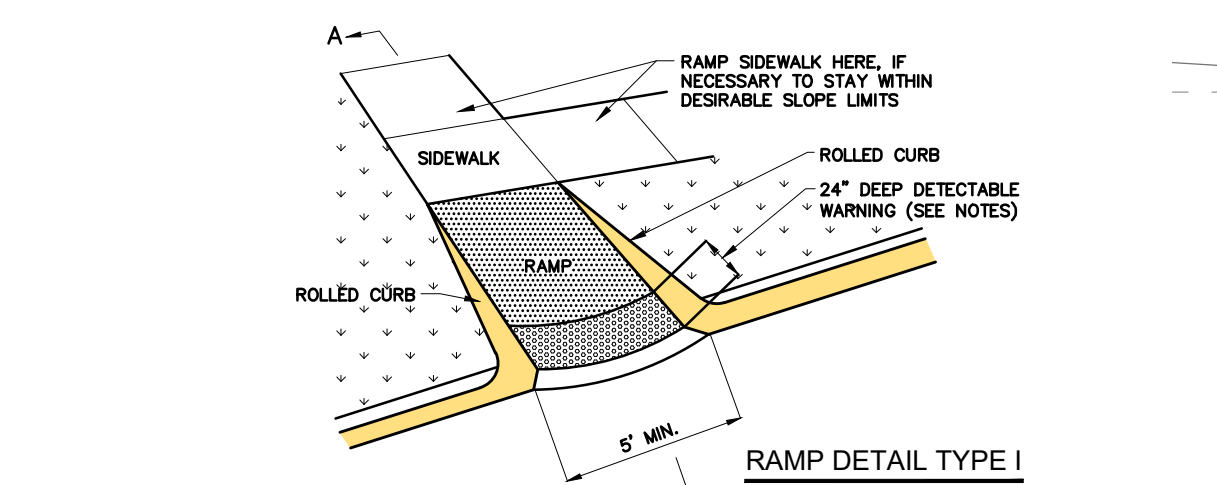 A
RAMP SIDEWALK HERE, IF
NECESSARY TO STAY WITHIN
DESIRABLE SLOPE LIMITS
SIDEWALK
ROLLED CURB
24" DEEP DETECTABLE
WARNING (SEE NOTES)
RAMP
ROLLED CURB
5' MIN.
RAMP DETAIL TYPE I